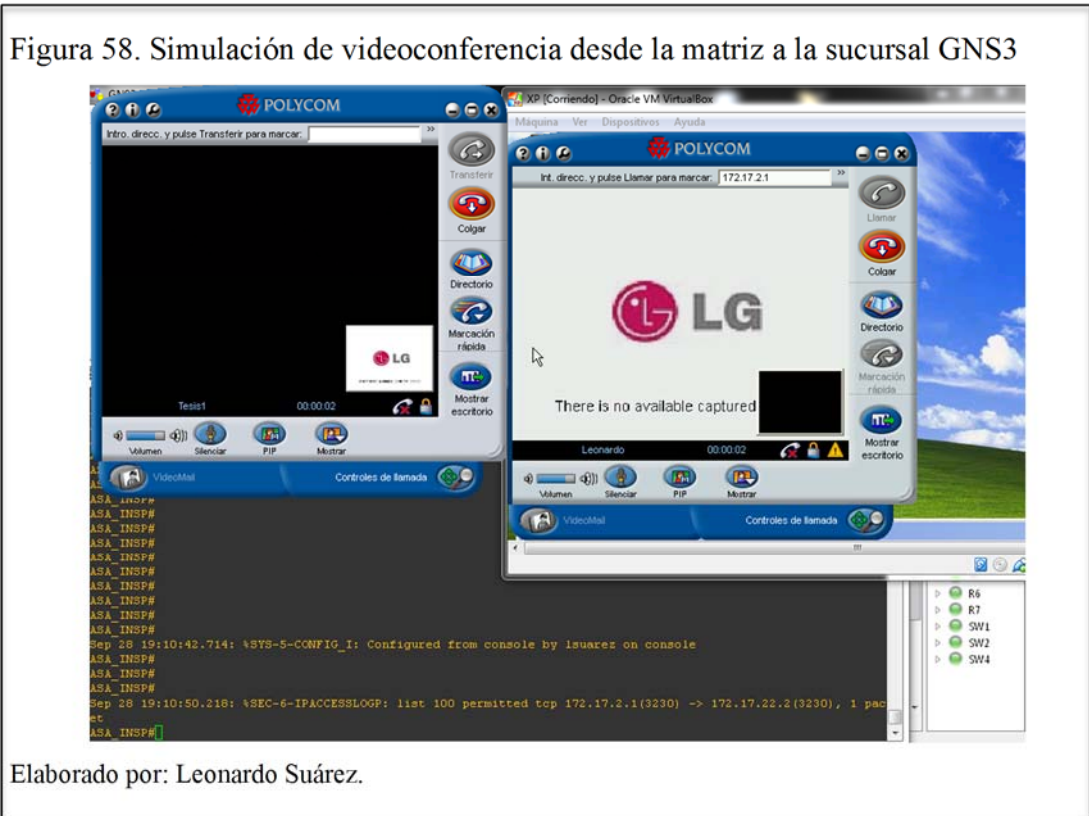 Figura 58. Simulación de videoconferencia desde la matriz a la sucursal GNS3
POLYCOM
Intro. direcc. y pulse Transferir para marcar:
Transferir
Colgar
Directorio
Marcación
rápida
Mostrar
escritorio
LG
Tesis1 00:00:02
Volumen Silenciar PIP Mostrar
VideoMail Controles de llamada
XP [Corriendo] - Oracle VM VirtualBox
Máquina Ver Dispositivos Ayuda
POLYCOM
Int. direcc. y pulse Llamar para marcar: 172.17.2.1
Llamar
Colgar
Directorio
Marcación
rápida
Mostrar
escritorio
LG
There is no available captured
Leonardo 00:00:02
Volumen Silenciar PIP Mostrar
VideoMail Controles de llamada
R6
R7
SW1
SW2
SW4
ASA_INSP#
ASA_INSP#
ASA_INSP#
ASA_INSP#
ASA_INSP#
ASA_INSP#
ASA_INSP#
ASA_INSP#
ASA_INSP#
ASA_INSP#
Sep 28 19:10:42.714: %SYS-5-CONFIG_I: Configured from console by lsuarez on console
ASA_INSP#
ASA_INSP#
ASA_INSP#
Sep 28 19:10:50.218: %SEC-6-IPACCESSLOGP: list 100 permitted tcp 172.17.2.1(3230) -> 172.17.22.2(3230), 1 pac
et
ASA_INSP#
Elaborado por: Leonardo Suárez.